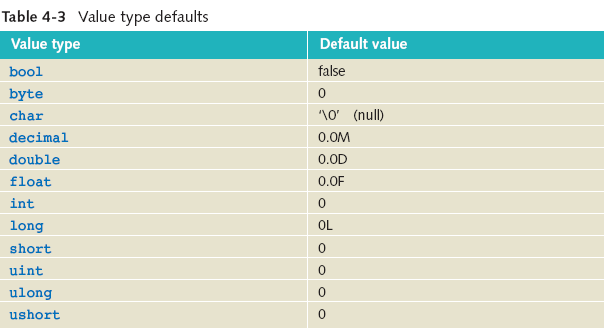 Table 4-3 Value type defaults
Value type Default value
bool false
byte 0
char ‘\0’ (null)
decimal 0.0M
double 0.0D
float 0.0F
int 0
long 0L
short 0
uint 0
ulong 0
ushort 0